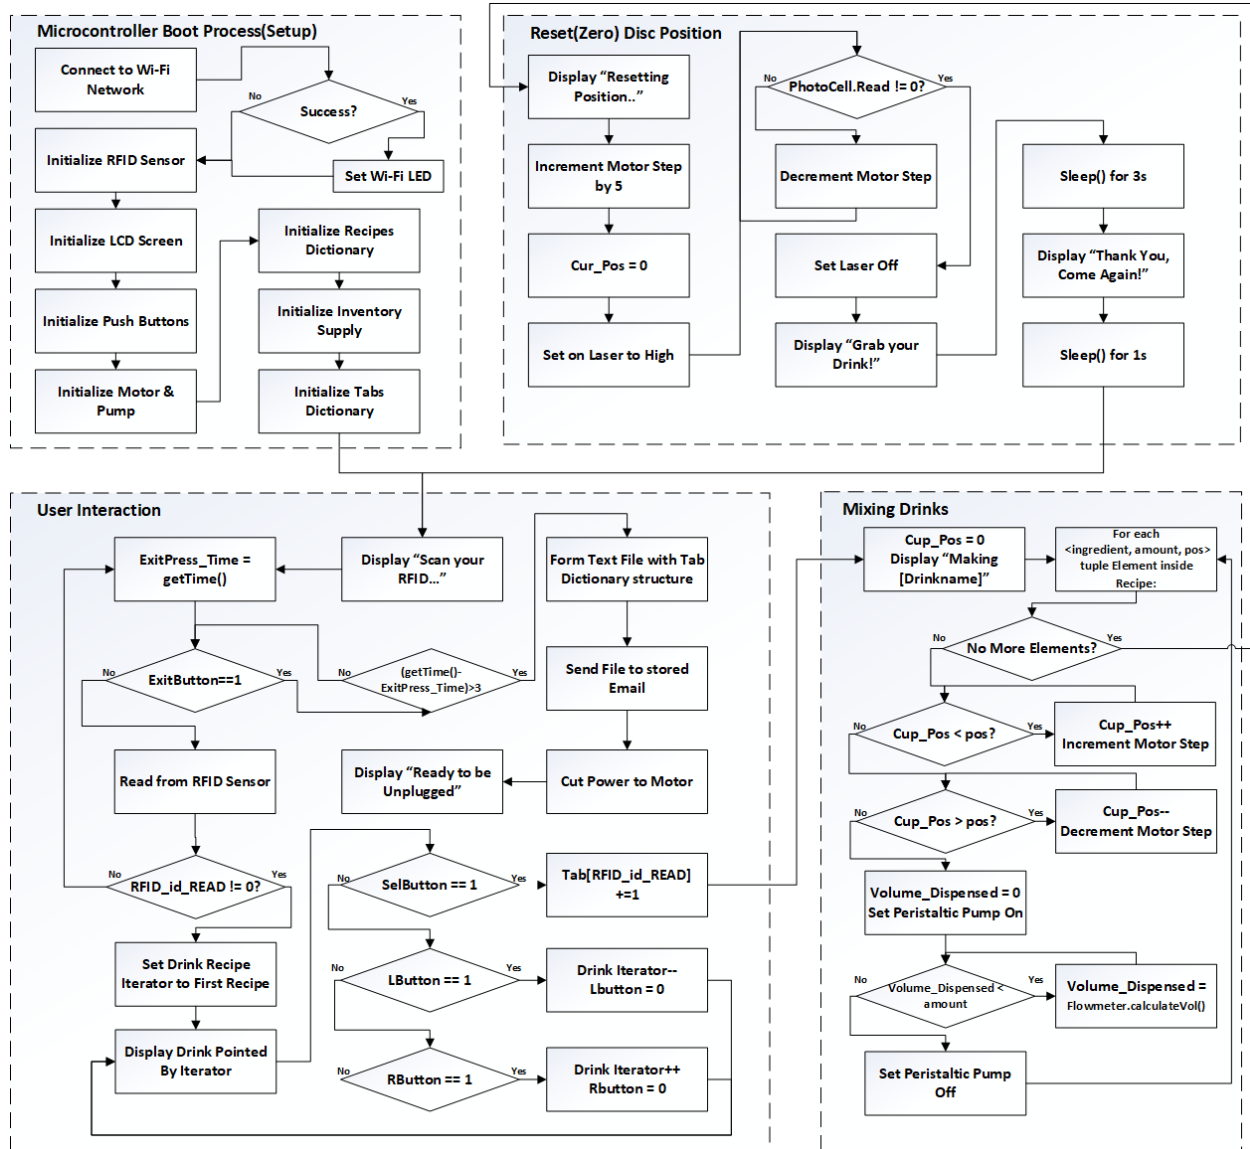 Microcontroller Boot Process(Setup)
Connect to Wi-Fi
Network
No
Yes
Success?
Initialize RFID Sensor
Set Wi-Fi LED
Initialize LCD Screen
Initialize Recipes
Dictionary
Initialize Push Buttons
Initialize Inventory
Supply
Initialize Motor &
Pump
Initialize Tabs
Dictionary
Reset(Zero) Disc Position
Display “Resetting
Position..”
No
Yes
PhotoCell.Read != 0?
Increment Motor Step
by 5
Decrement Motor Step
Sleep() for 3s
Cur_Pos = 0
Set Laser Off
Display “Thank You,
Come Again!”
Set on Laser to High
Display “Grab your
Drink!”
Sleep() for 1s
User Interaction
ExitPress_Time =
getTime()
Display “Scan your
RFID...”
Form Text File with Tab
Dictionary structure
No
Yes
ExitButton==1
No
Yes
(getTime()-
ExitPress_Time)>3
Send File to stored
Email
Read from RFID Sensor
Display “Ready to be
Unplugged”
Cut Power to Motor
No
Yes
RFID_id_READ != 0?
No
Yes
SelButton == 1
Tab[RFID_id_READ]
+=1
Set Drink Recipe
Iterator to First Recipe
No
Yes
LButton == 1
Drink Iterator--
Lbutton = 0
Display Drink Pointed
By Iterator
No
Yes
RButton == 1
Drink Iterator++
Rbutton = 0
Mixing Drinks
Cup_Pos = 0
Display “Making
[Drinkname]”
For each
<ingredient, amount, pos>
tuple Element inside
Recipe:
No
Yes
No More Elements?
No
Yes
Cup_Pos < pos?
Cup_Pos++
Increment Motor Step
No
Yes
Cup_Pos > pos?
Cup_Pos--
Decrement Motor Step
Volume_Dispensed = 0
Set Peristaltic Pump On
No
Yes
Volume_Dispensed <
amount
Volume_Dispensed =
Flowmeter.calculateVol()
Set Peristaltic Pump
Off